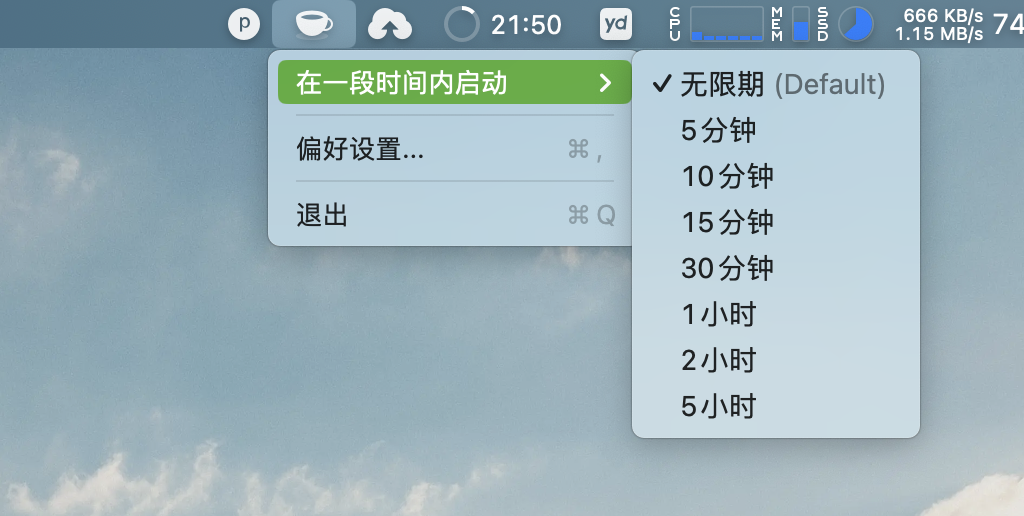 p
21:50
yd
CPU
MEM
SSD
666 KB/s
1.15 MB/s
74
在一段时间内启动
偏好设置... ⌘ ,
退出 ⌘ Q
✓ 无限期 (Default)
5分钟
10分钟
15分钟
30分钟
1小时
2小时
5小时